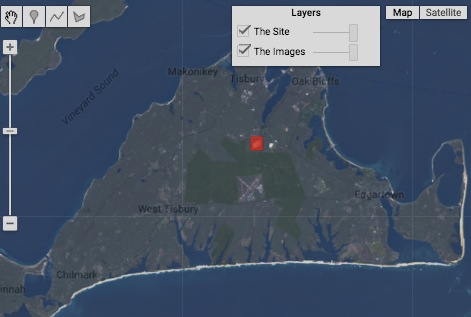 Layers
The Site
The Images
Map
Satellite
Vineyard Sound
Makonikey
Tisbury
Oak Bluffs
West Tisbury
Edgartown
Chilmark
nnah